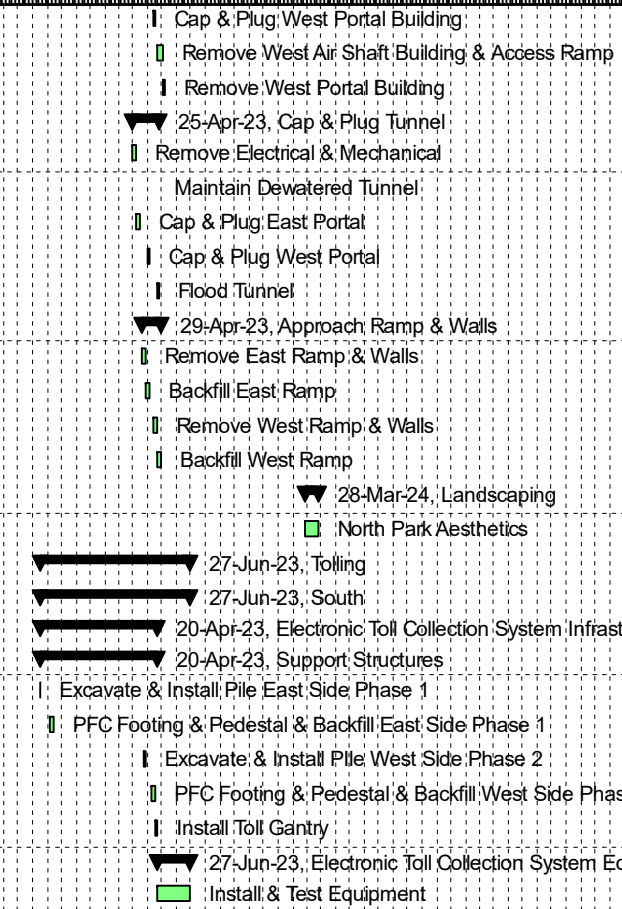 Cap & Plug West Portal Building
Remove West Air Shaft Building & Access Ramp
Remove West Portal Building
25-Apr-23, Cap & Plug Tunnel
Remove Electrical & Mechanical
Maintain Dewatered Tunnel
Cap & Plug East Portal
Cap & Plug West Portal
Flood Tunnel
29-Apr-23, Approach Ramp & Walls
Remove East Ramp & Walls
Backfill East Ramp
Remove West Ramp & Walls
Backfill West Ramp
28-Mar-24, Landscaping
North Park Aesthetics
27-Jun-23, Tolling
27-Jun-23, South
20-Apr-23, Electronic Toll Collection System Infrast
20-Apr-23, Support Structures
Excavate & Install Pile East Side Phase 1
PFC Footing & Pedestal & Backfill East Side Phase 1
Excavate & Install Pile West Side Phase 2
PFC Footing & Pedestal & Backfill West Side Phas
Install Toll Gantry
27-Jun-23, Electronic Toll Collection System Eq
Install & Test Equipment